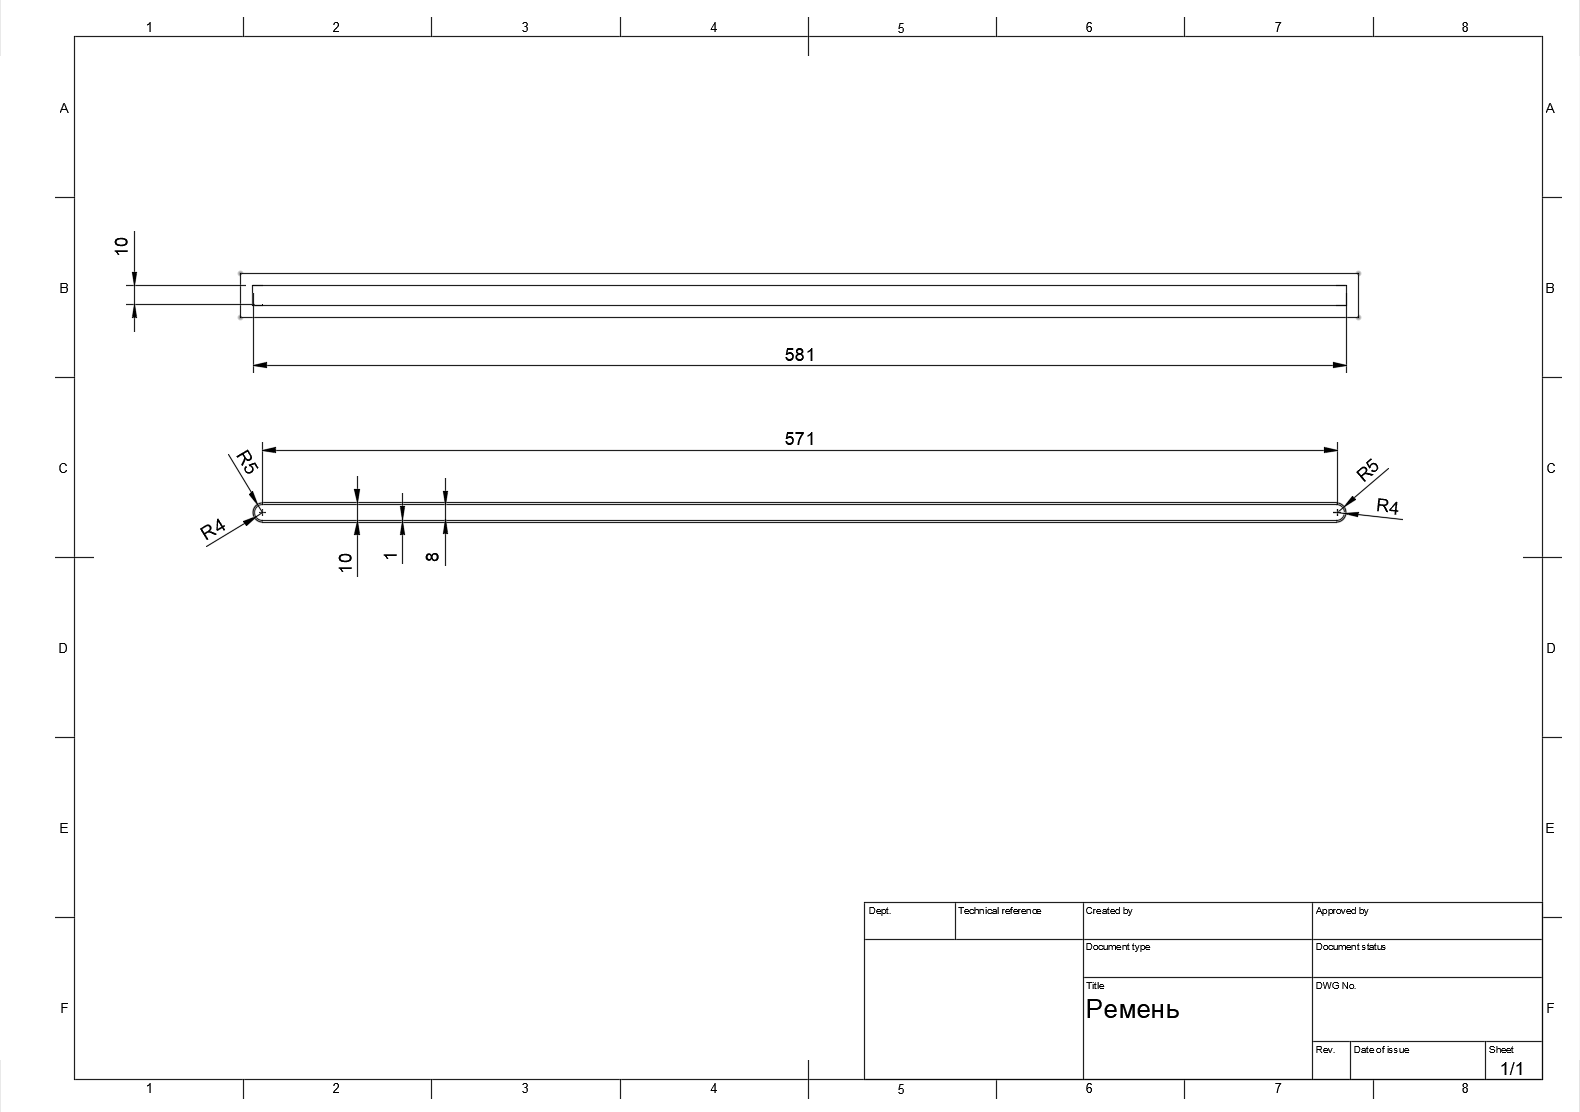 1 2 3 4 5 6 7 8
A A
10
B B
581
571
R5 R5
C C
R4 R4
10 1 8
D D
E E
Dept. Technical reference Created by Approved by
Document type Document status
Title DWG No.
Ремень
F F
Rev. Date of issue Sheet
1/1
1 2 3 4 5 6 7 8